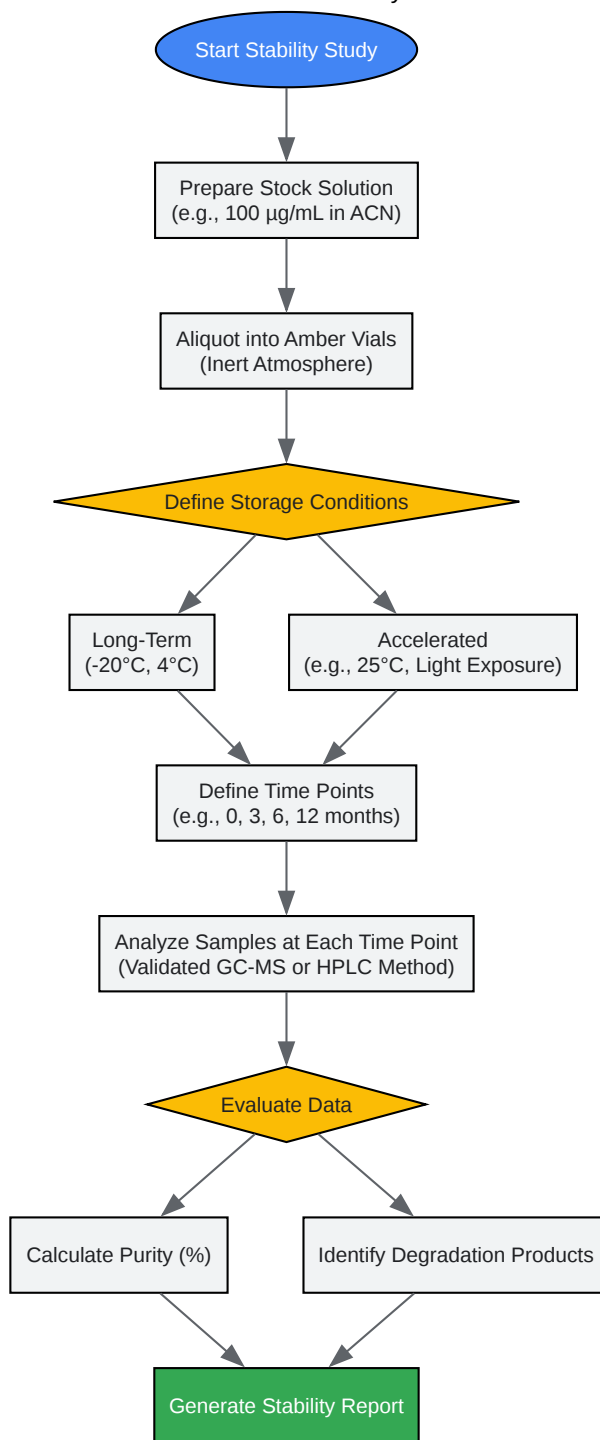 Start Stability Study
Prepare Stock Solution
(e.g., 100 µg/mL in ACN)
Aliquot into Amber Vials
(Inert Atmosphere)
Define Storage Conditions
Long-Term
(-20°C, 4°C)
Accelerated
(e.g., 25°C, Light Exposure)
Define Time Points
(e.g., 0, 3, 6, 12 months)
Analyze Samples at Each Time Point
(Validated GC-MS or HPLC Method)
Evaluate Data
Calculate Purity (%)
Identify Degradation Products
Generate Stability Report